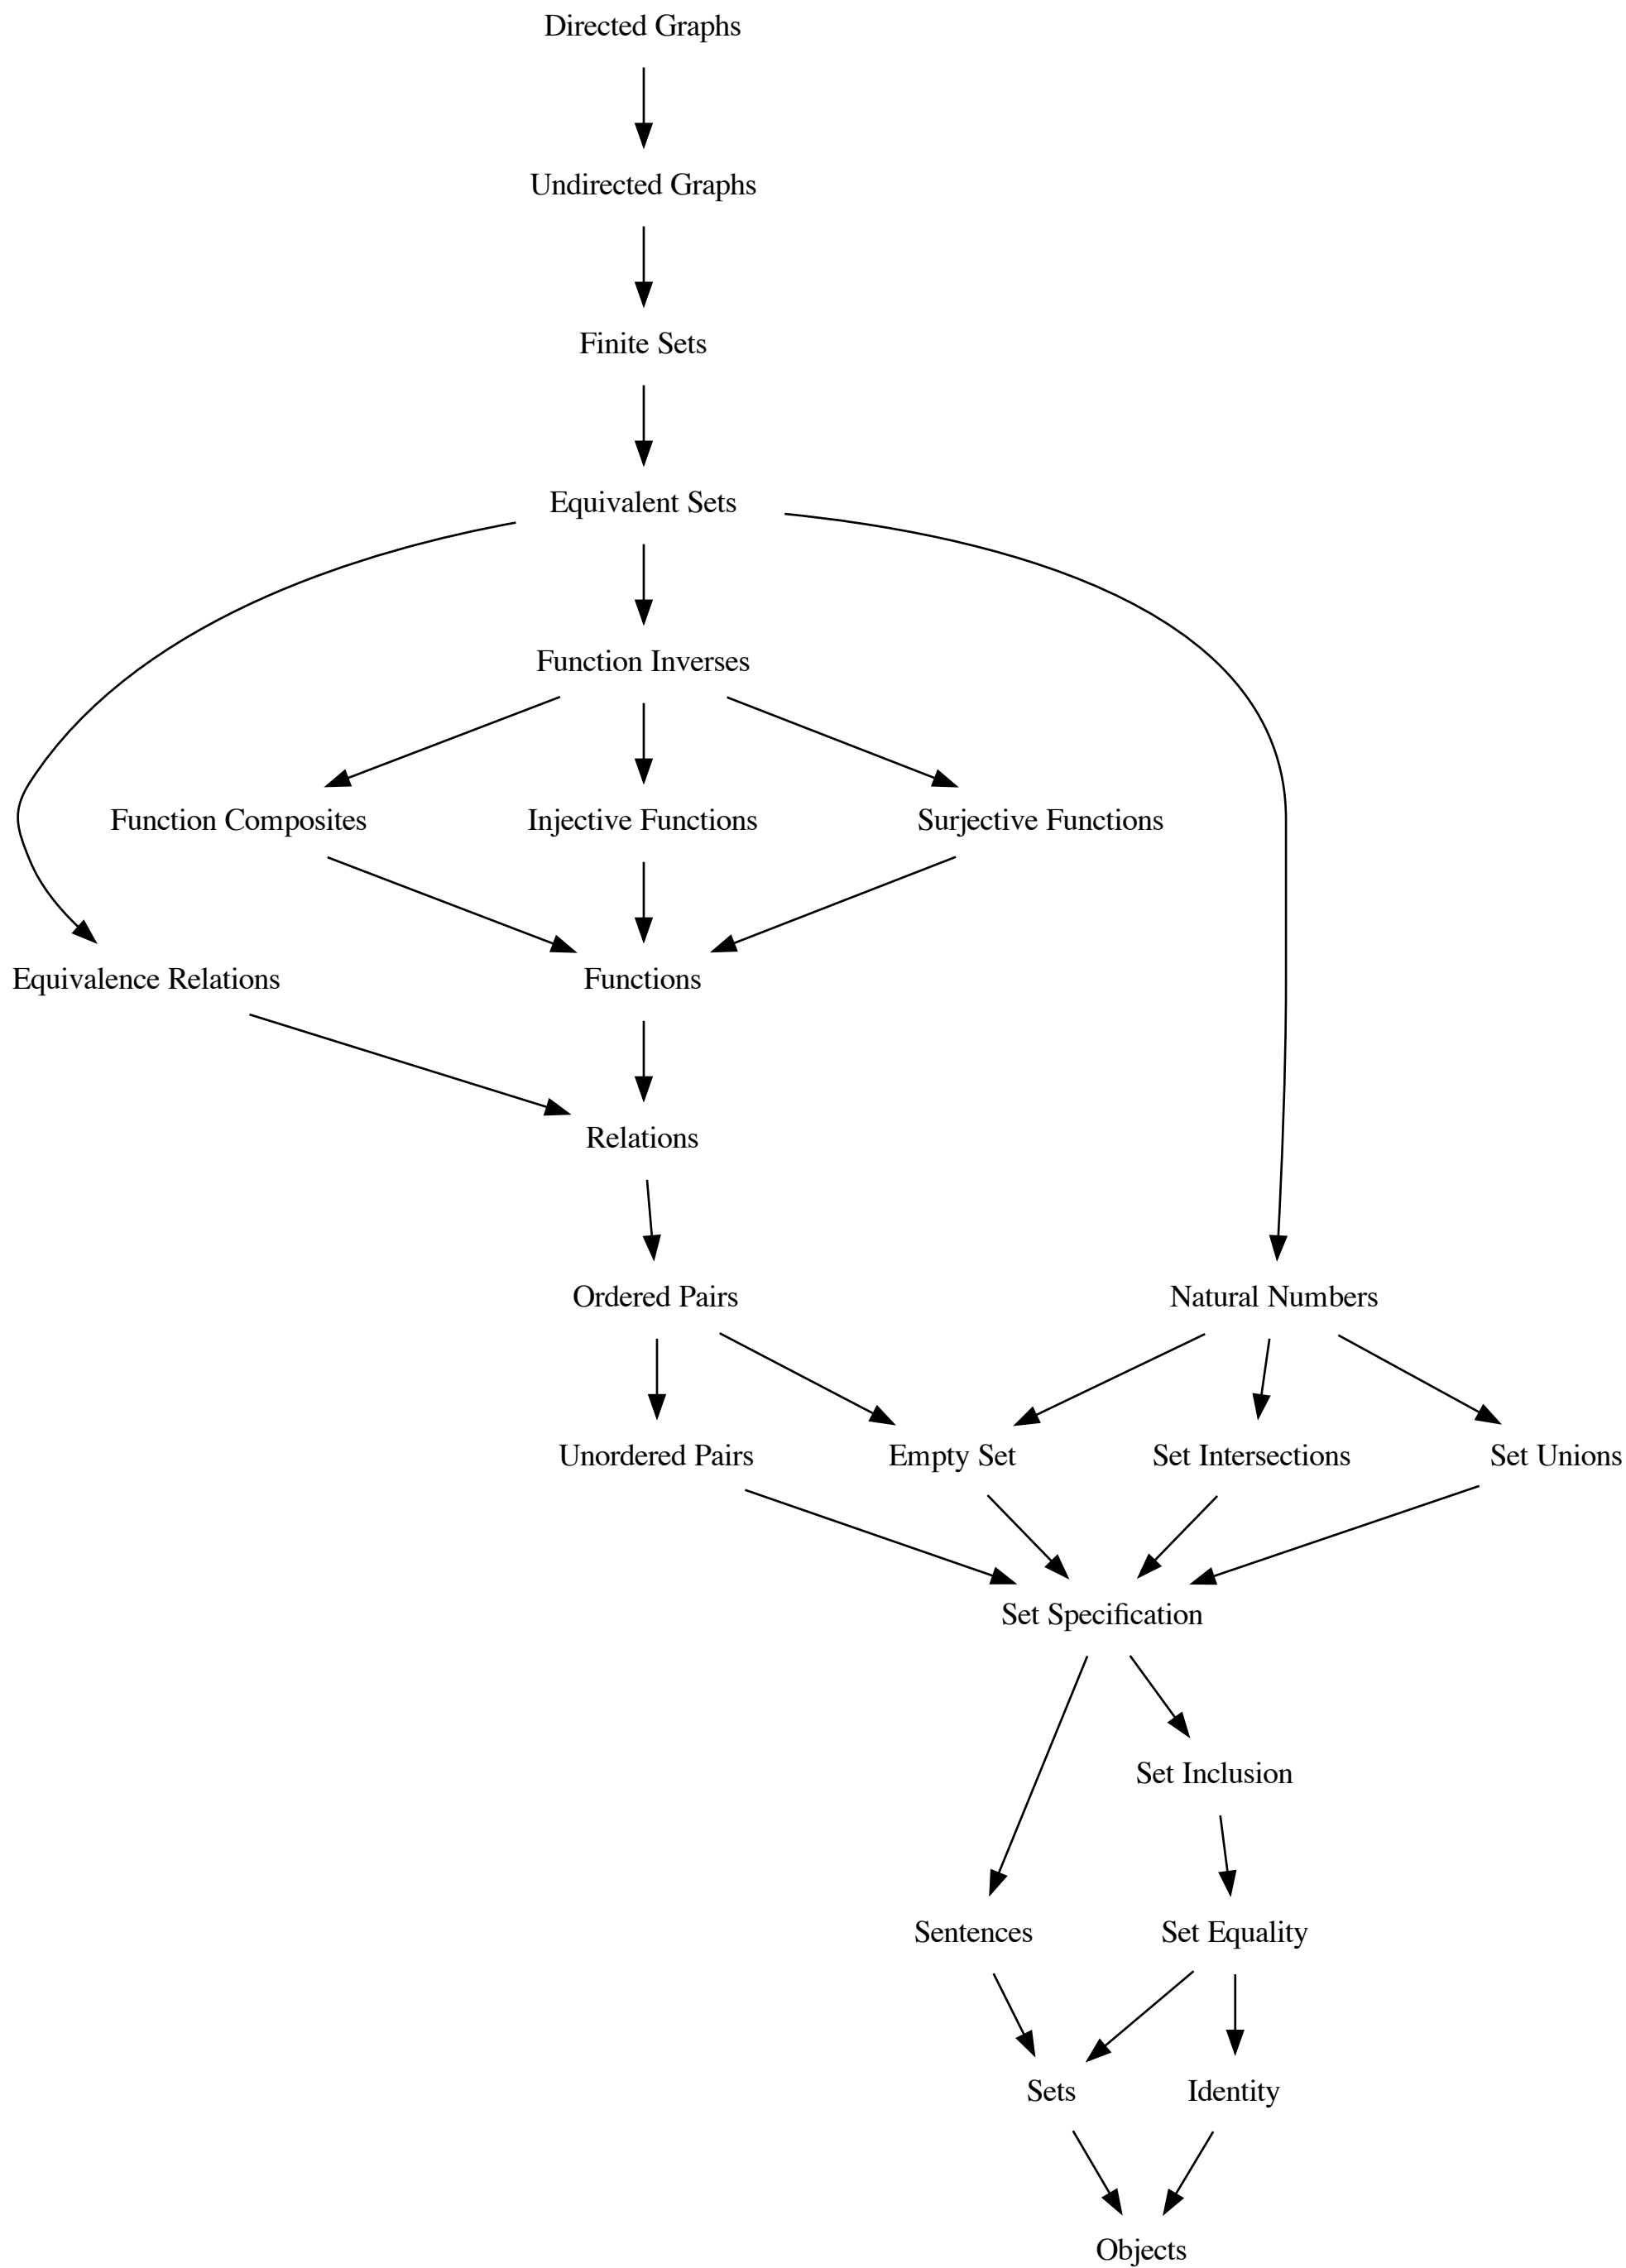 Directed Graphs
Undirected Graphs
Finite Sets
Equivalent Sets
Function Inverses
Function Composites
Injective Functions
Surjective Functions
Equivalence Relations
Functions
Relations
Ordered Pairs
Natural Numbers
Unordered Pairs
Empty Set
Set Intersections
Set Unions
Set Specification
Set Inclusion
Sentences
Set Equality
Sets
Identity
Objects